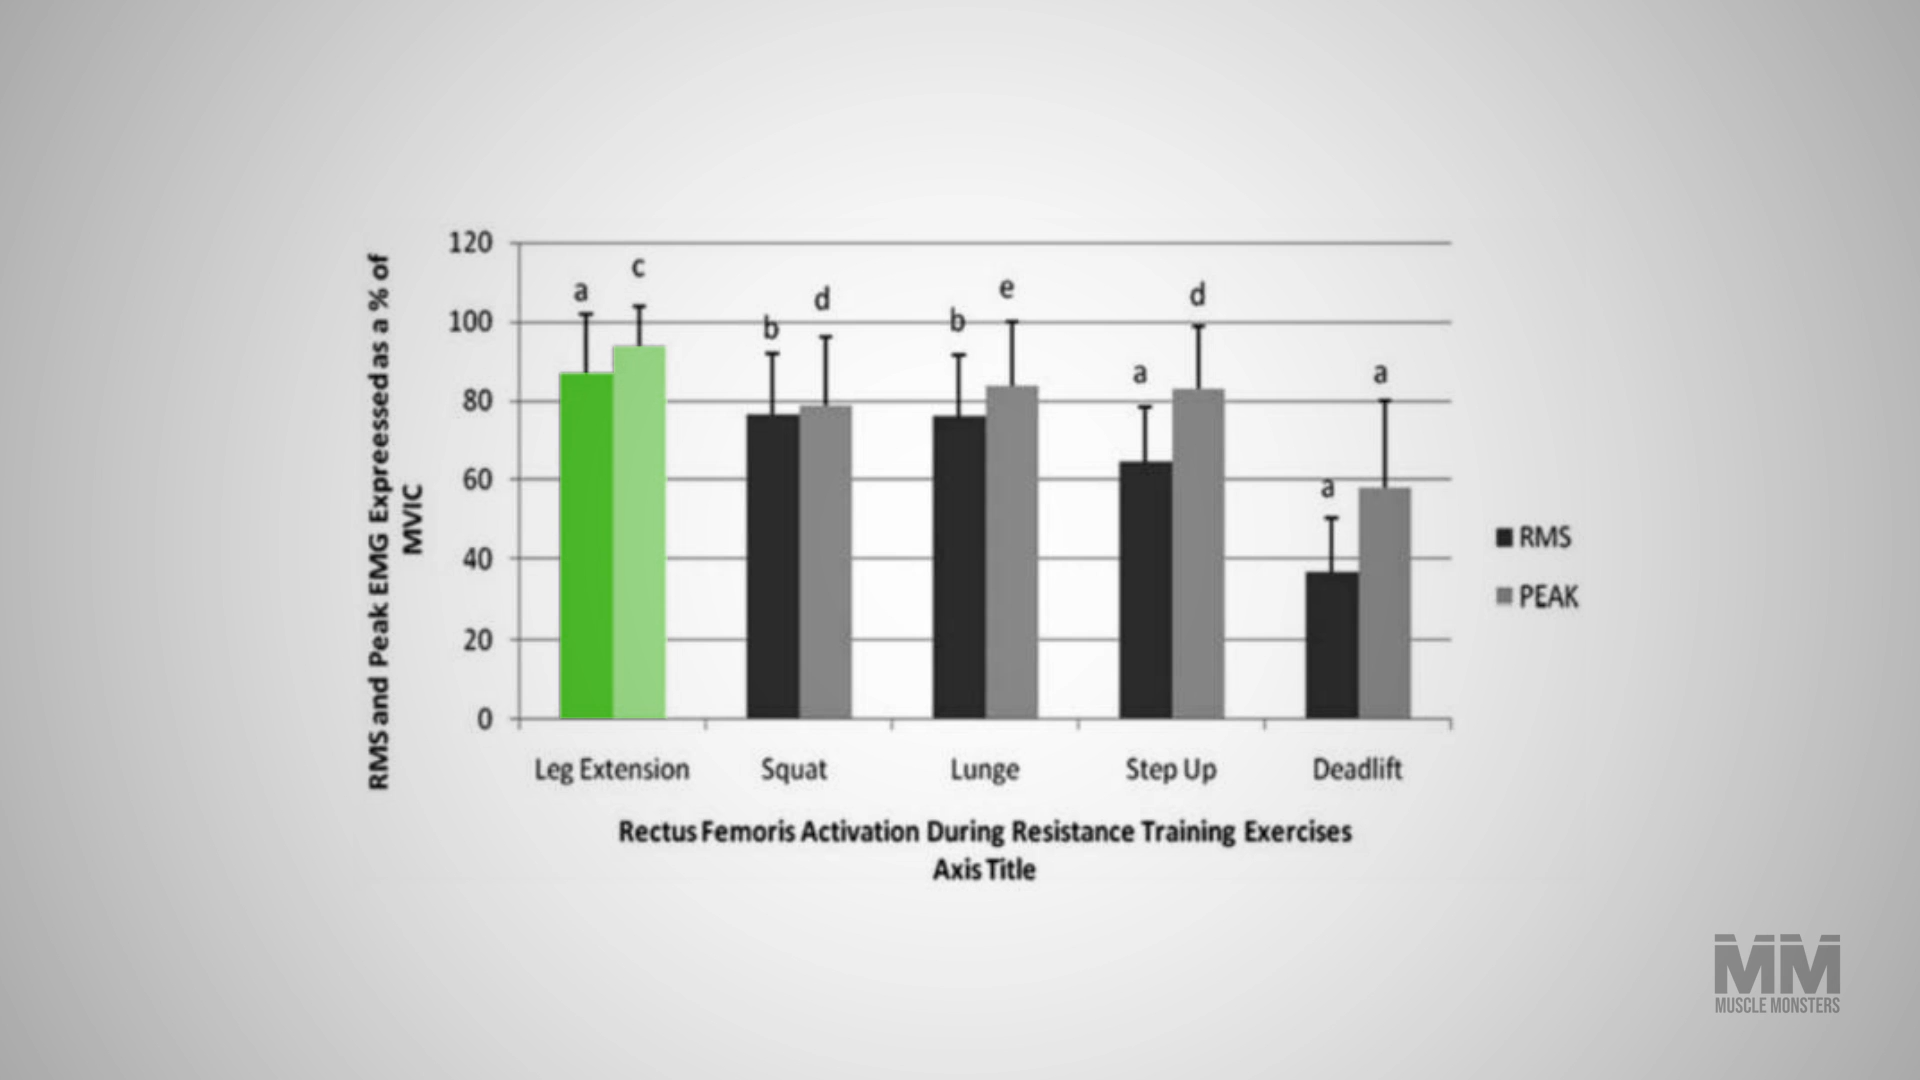 120
100
80
60
40
20
0
RMS and Peak EMG Expreessed as a % of
MVIC
a
c
b
d
b
e
a
d
a
a
RMS
PEAK
Leg Extension
Squat
Lunge
Step Up
Deadlift
Rectus Femoris Activation During Resistance Training Exercises
Axis Title
MM
MUSCLE MONSTERS